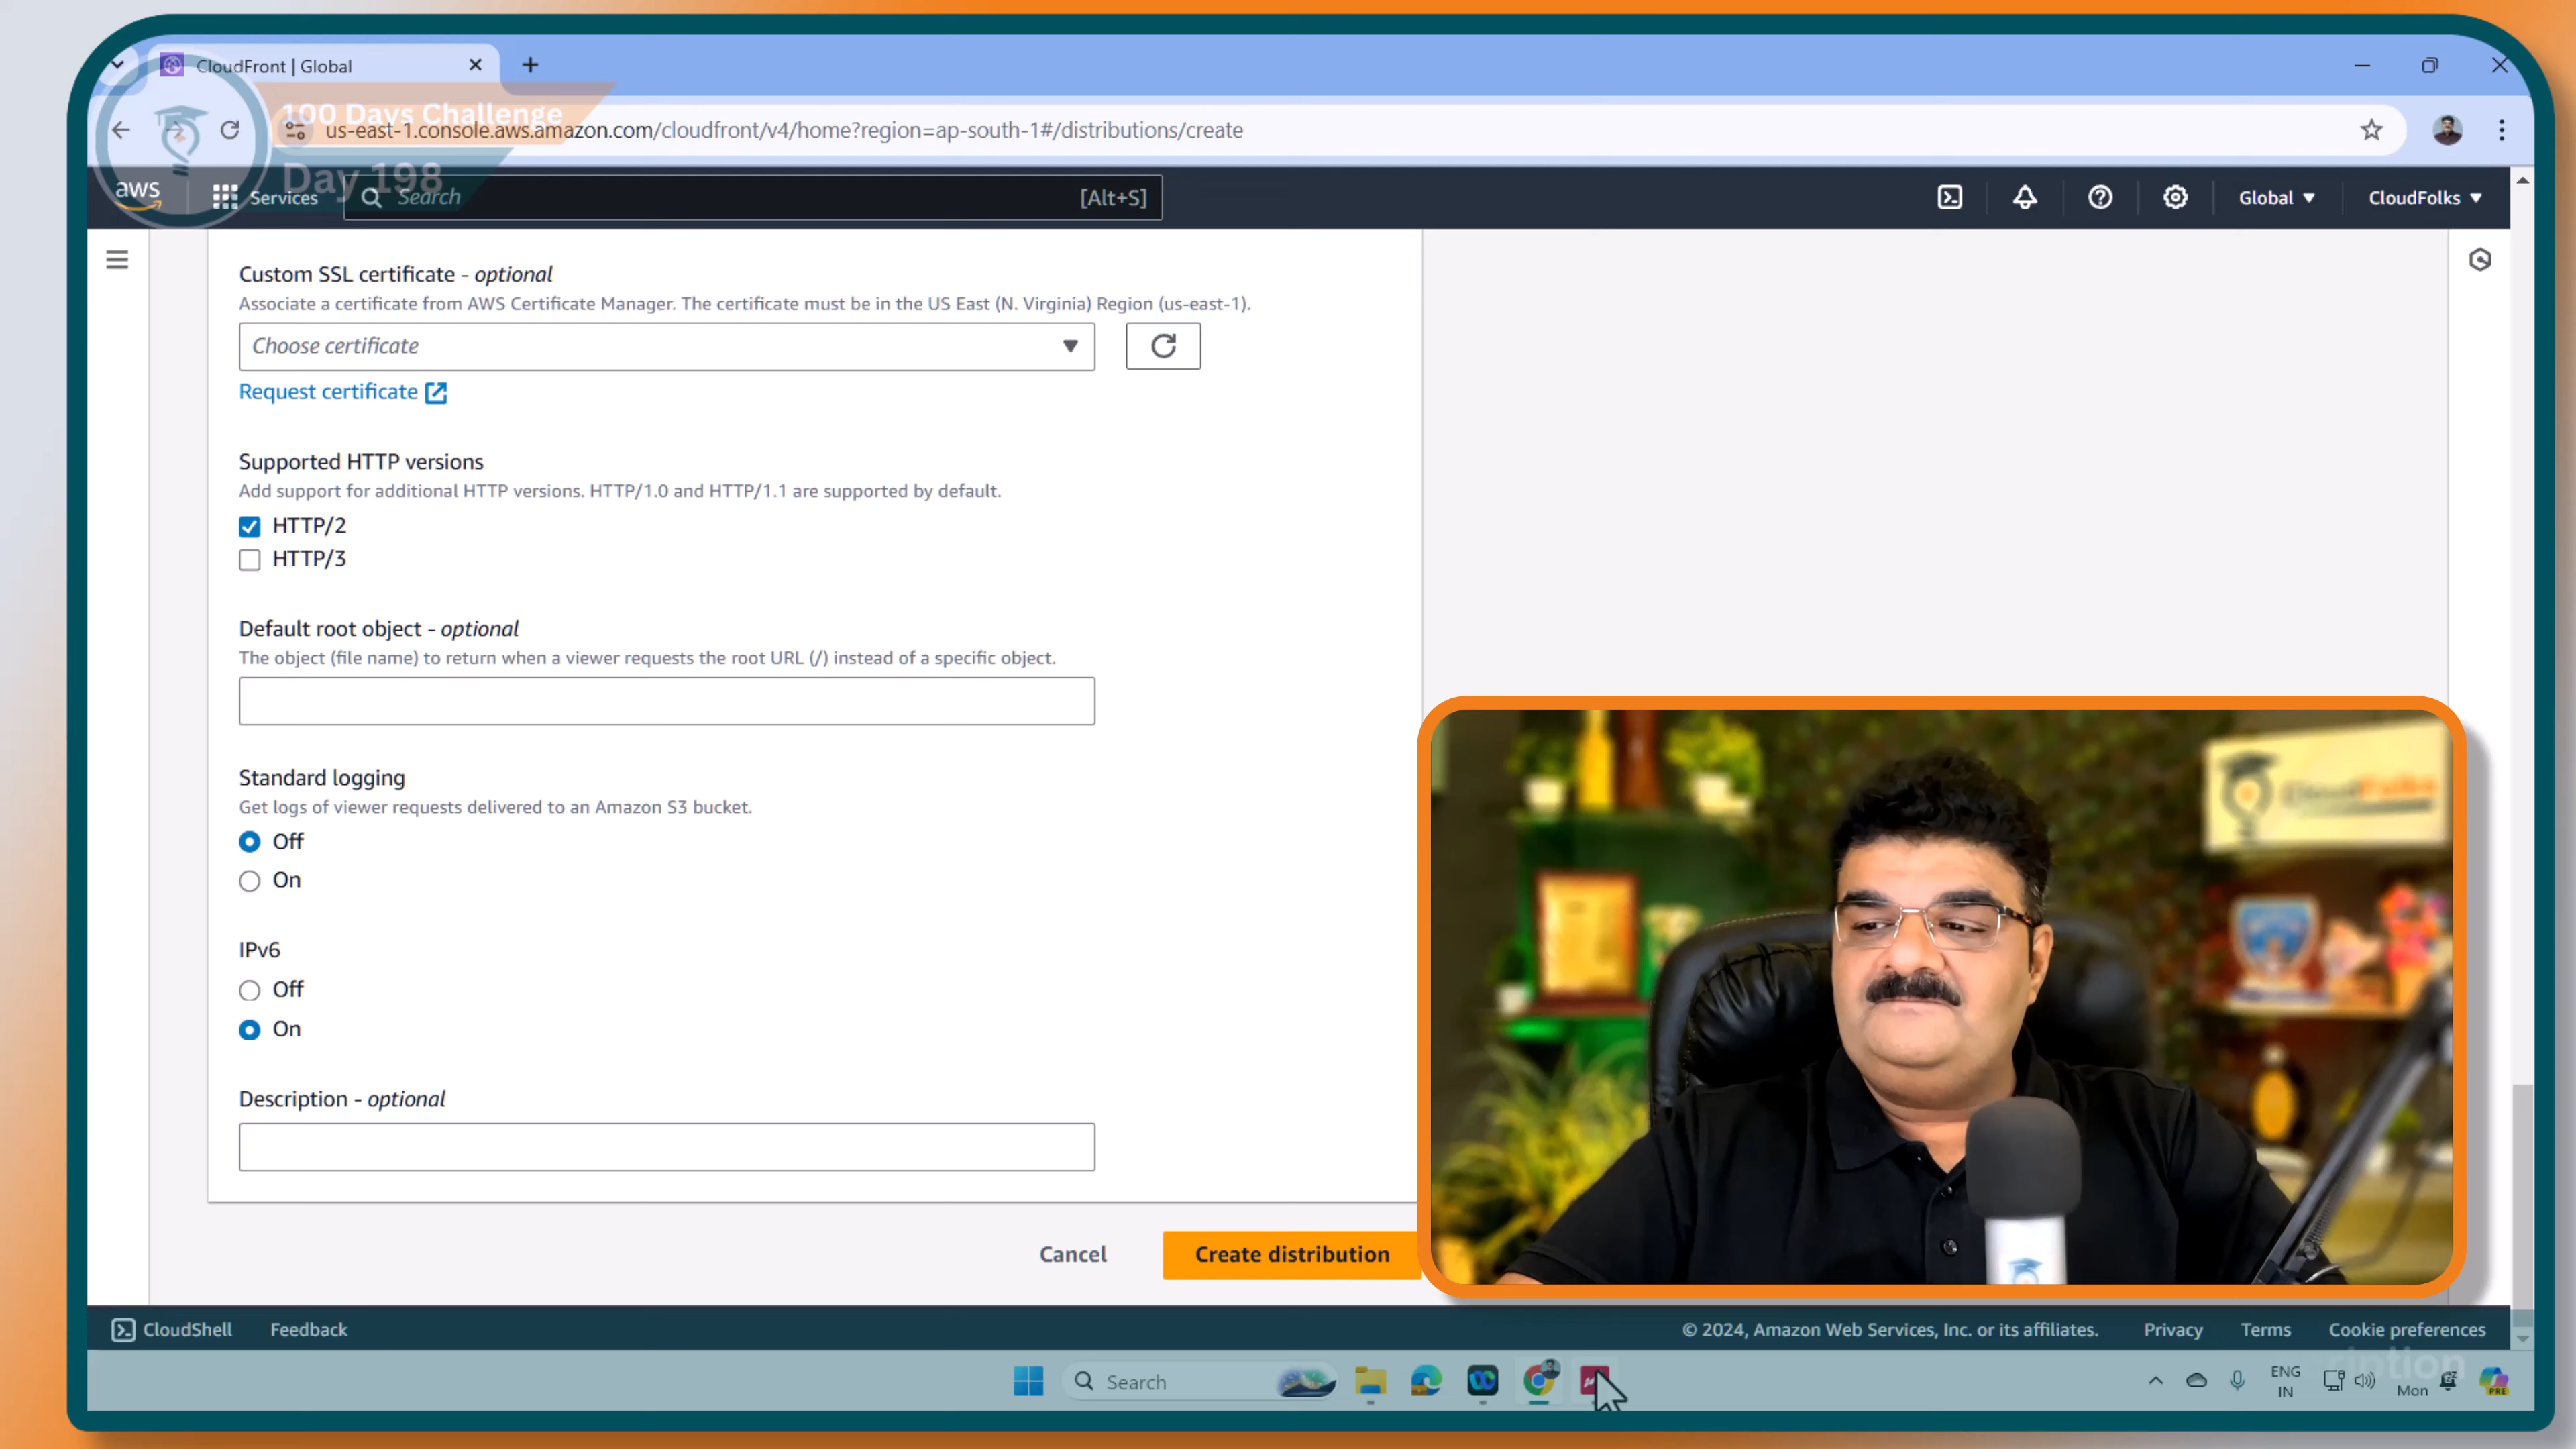 CloudFront | Global
100 Days Challenge
us-east-1.console.aws.amazon.com/cloudfront/v4/home?region=ap-south-1#/distributions/create
Day 198
aws
Services
Search
[Alt+S]
Global
CloudFolks
Custom SSL certificate - optional
Associate a certificate from AWS Certificate Manager. The certificate must be in the US East (N. Virginia) Region (us-east-1).
Choose certificate
Request certificate
Supported HTTP versions
Add support for additional HTTP versions. HTTP/1.0 and HTTP/1.1 are supported by default.
HTTP/2
HTTP/3
Default root object - optional
The object (file name) to return when a viewer requests the root URL (/) instead of a specific object.
Standard logging
Get logs of viewer requests delivered to an Amazon S3 bucket.
Off
On
IPv6
Off
On
Description - optional
Cancel
Create distribution
CloudFolks
CloudShell
Feedback
© 2024, Amazon Web Services, Inc. or its affiliates.
Privacy
Terms
Cookie preferences
Search
ENG
IN
Mon
PRE